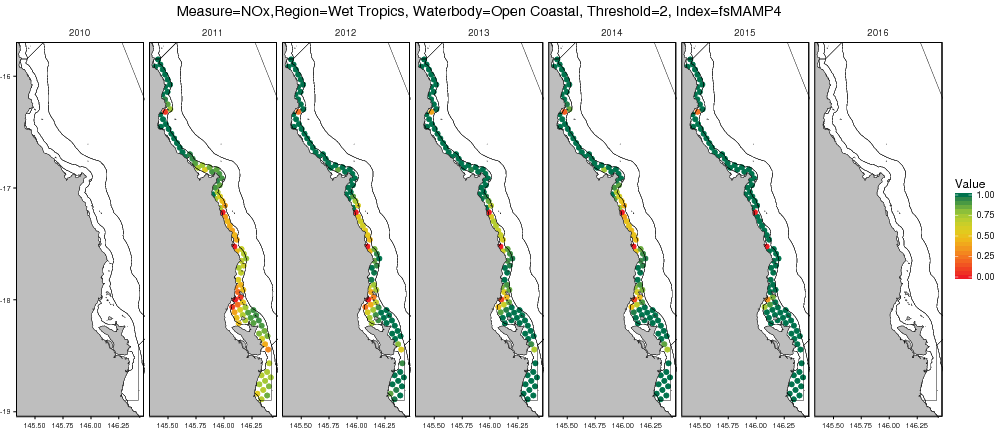 Measure=NOx,Region=Wet Tropics, Waterbody=Open Coastal, Threshold=2, Index=fsMAMP4
2010 2011 2012 2013 2014 2015 2016
-16
-17
-18
-19
Value
1.00
0.75
0.50
0.25
0.00
145.50 145.75 146.00 146.25 145.50 145.75 146.00 146.25 145.50 145.75 146.00 146.25 145.50 145.75 146.00 146.25 145.50 145.75 146.00 146.25 145.50 145.75 146.00 146.25 145.50 145.75 146.00 146.25